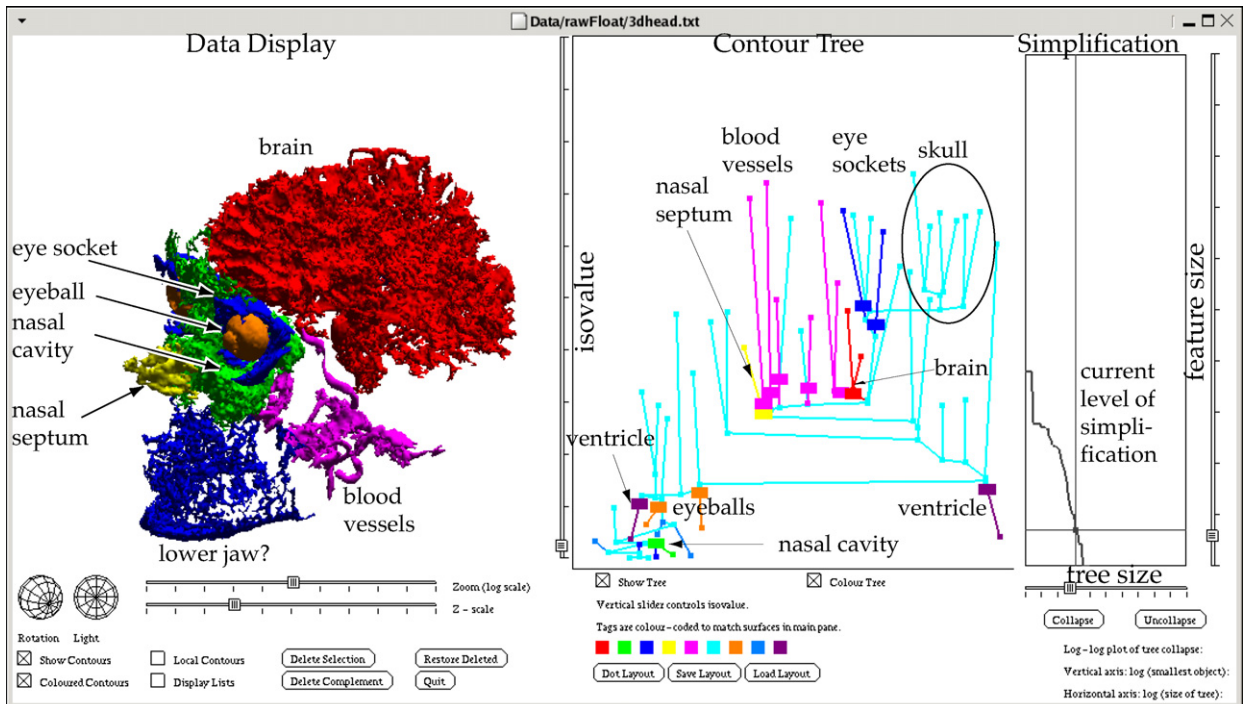 Data/rawFloat/3dhead.txt
Data Display
brain
eye socket
eyeball
nasal
cavity
nasal
septum
blood
vessels
lower jaw?
isovalue
Contour Tree
blood
vessels
eye
sockets
skull
nasal
septum
brain
ventricle
eyeballs
ventricle
nasal cavity
Simplification
feature size
current
level of
simpli-
fication
tree size
Rotation
Light
Zoom (log scale)
Z - scale
Show Contours
Local Contours
Delete Selection
Restore Deleted
Coloured Contours
Display Lists
Delete Complement
Quit
Show Tree
Colour Tree
Vertical slider controls isovalue.
Tags are colour-coded to match surfaces in main pane.
Dot Layout
Save Layout
Load Layout
Collapse
Uncollapse
Log-log plot of tree collapse:
Vertical axis: log (smallest object):
Horizontal axis: log (size of tree):